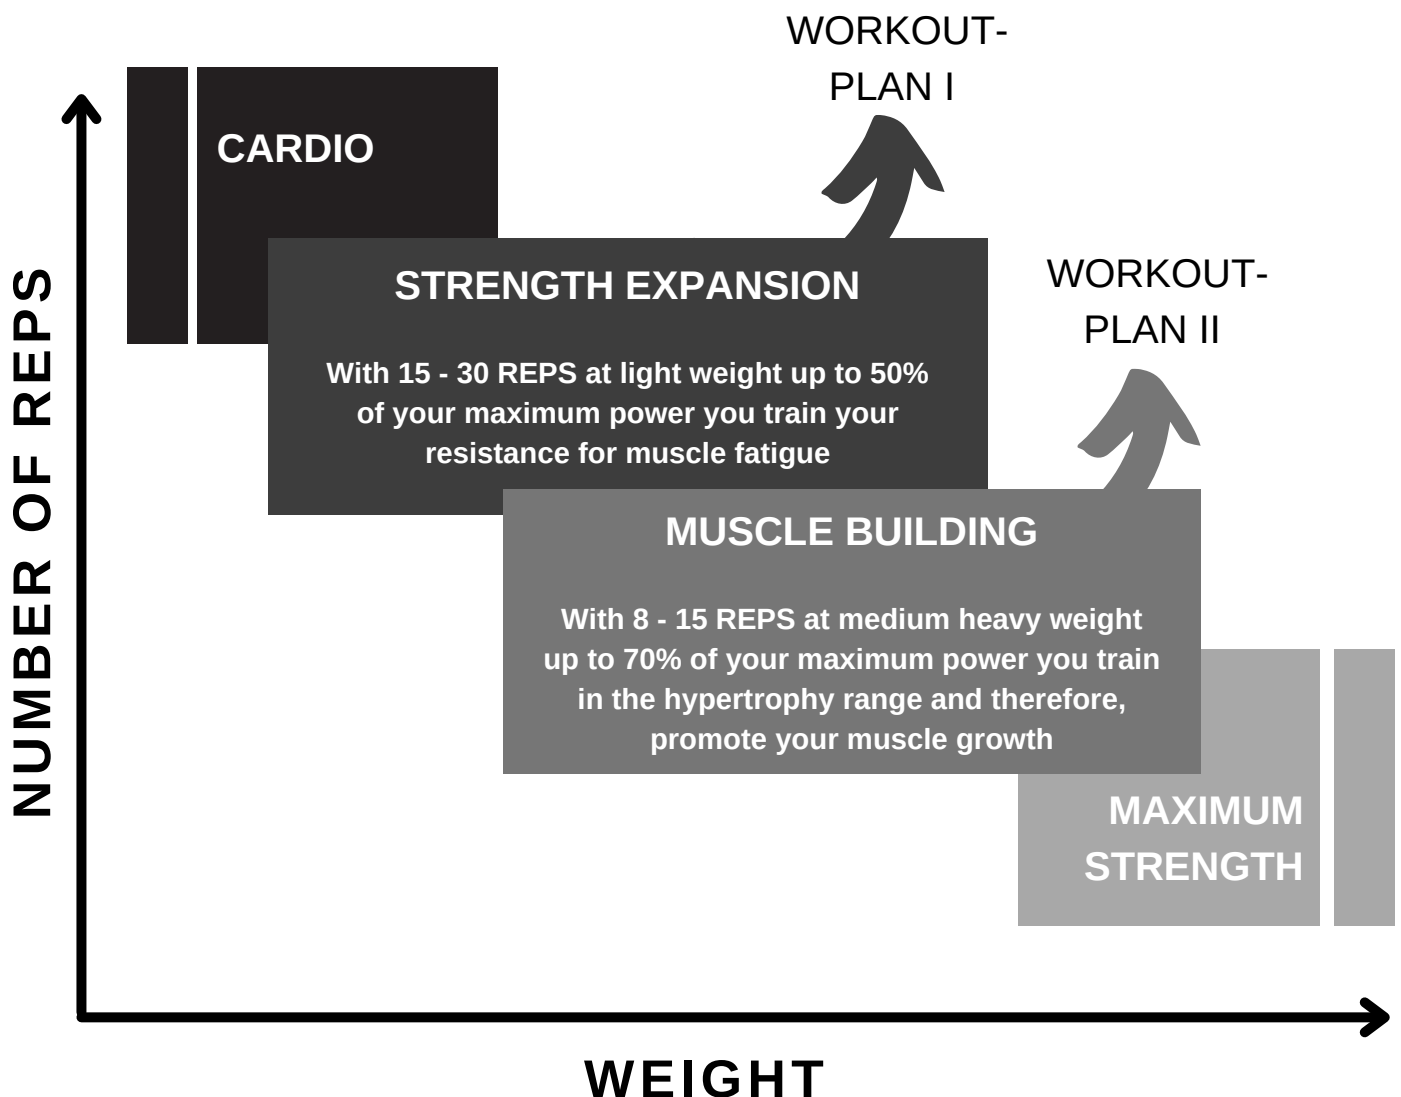 WORKOUT-
PLAN I
CARDIO
STRENGTH EXPANSION
With 15 - 30 REPS at light weight up to 50%
of your maximum power you train your
resistance for muscle fatigue
WORKOUT-
PLAN II
MUSCLE BUILDING
With 8 - 15 REPS at medium heavy weight
up to 70% of your maximum power you train
in the hypertrophy range and therefore,
promote your muscle growth
MAXIMUM
STRENGTH
NUMBER OF REPS
WEIGHT